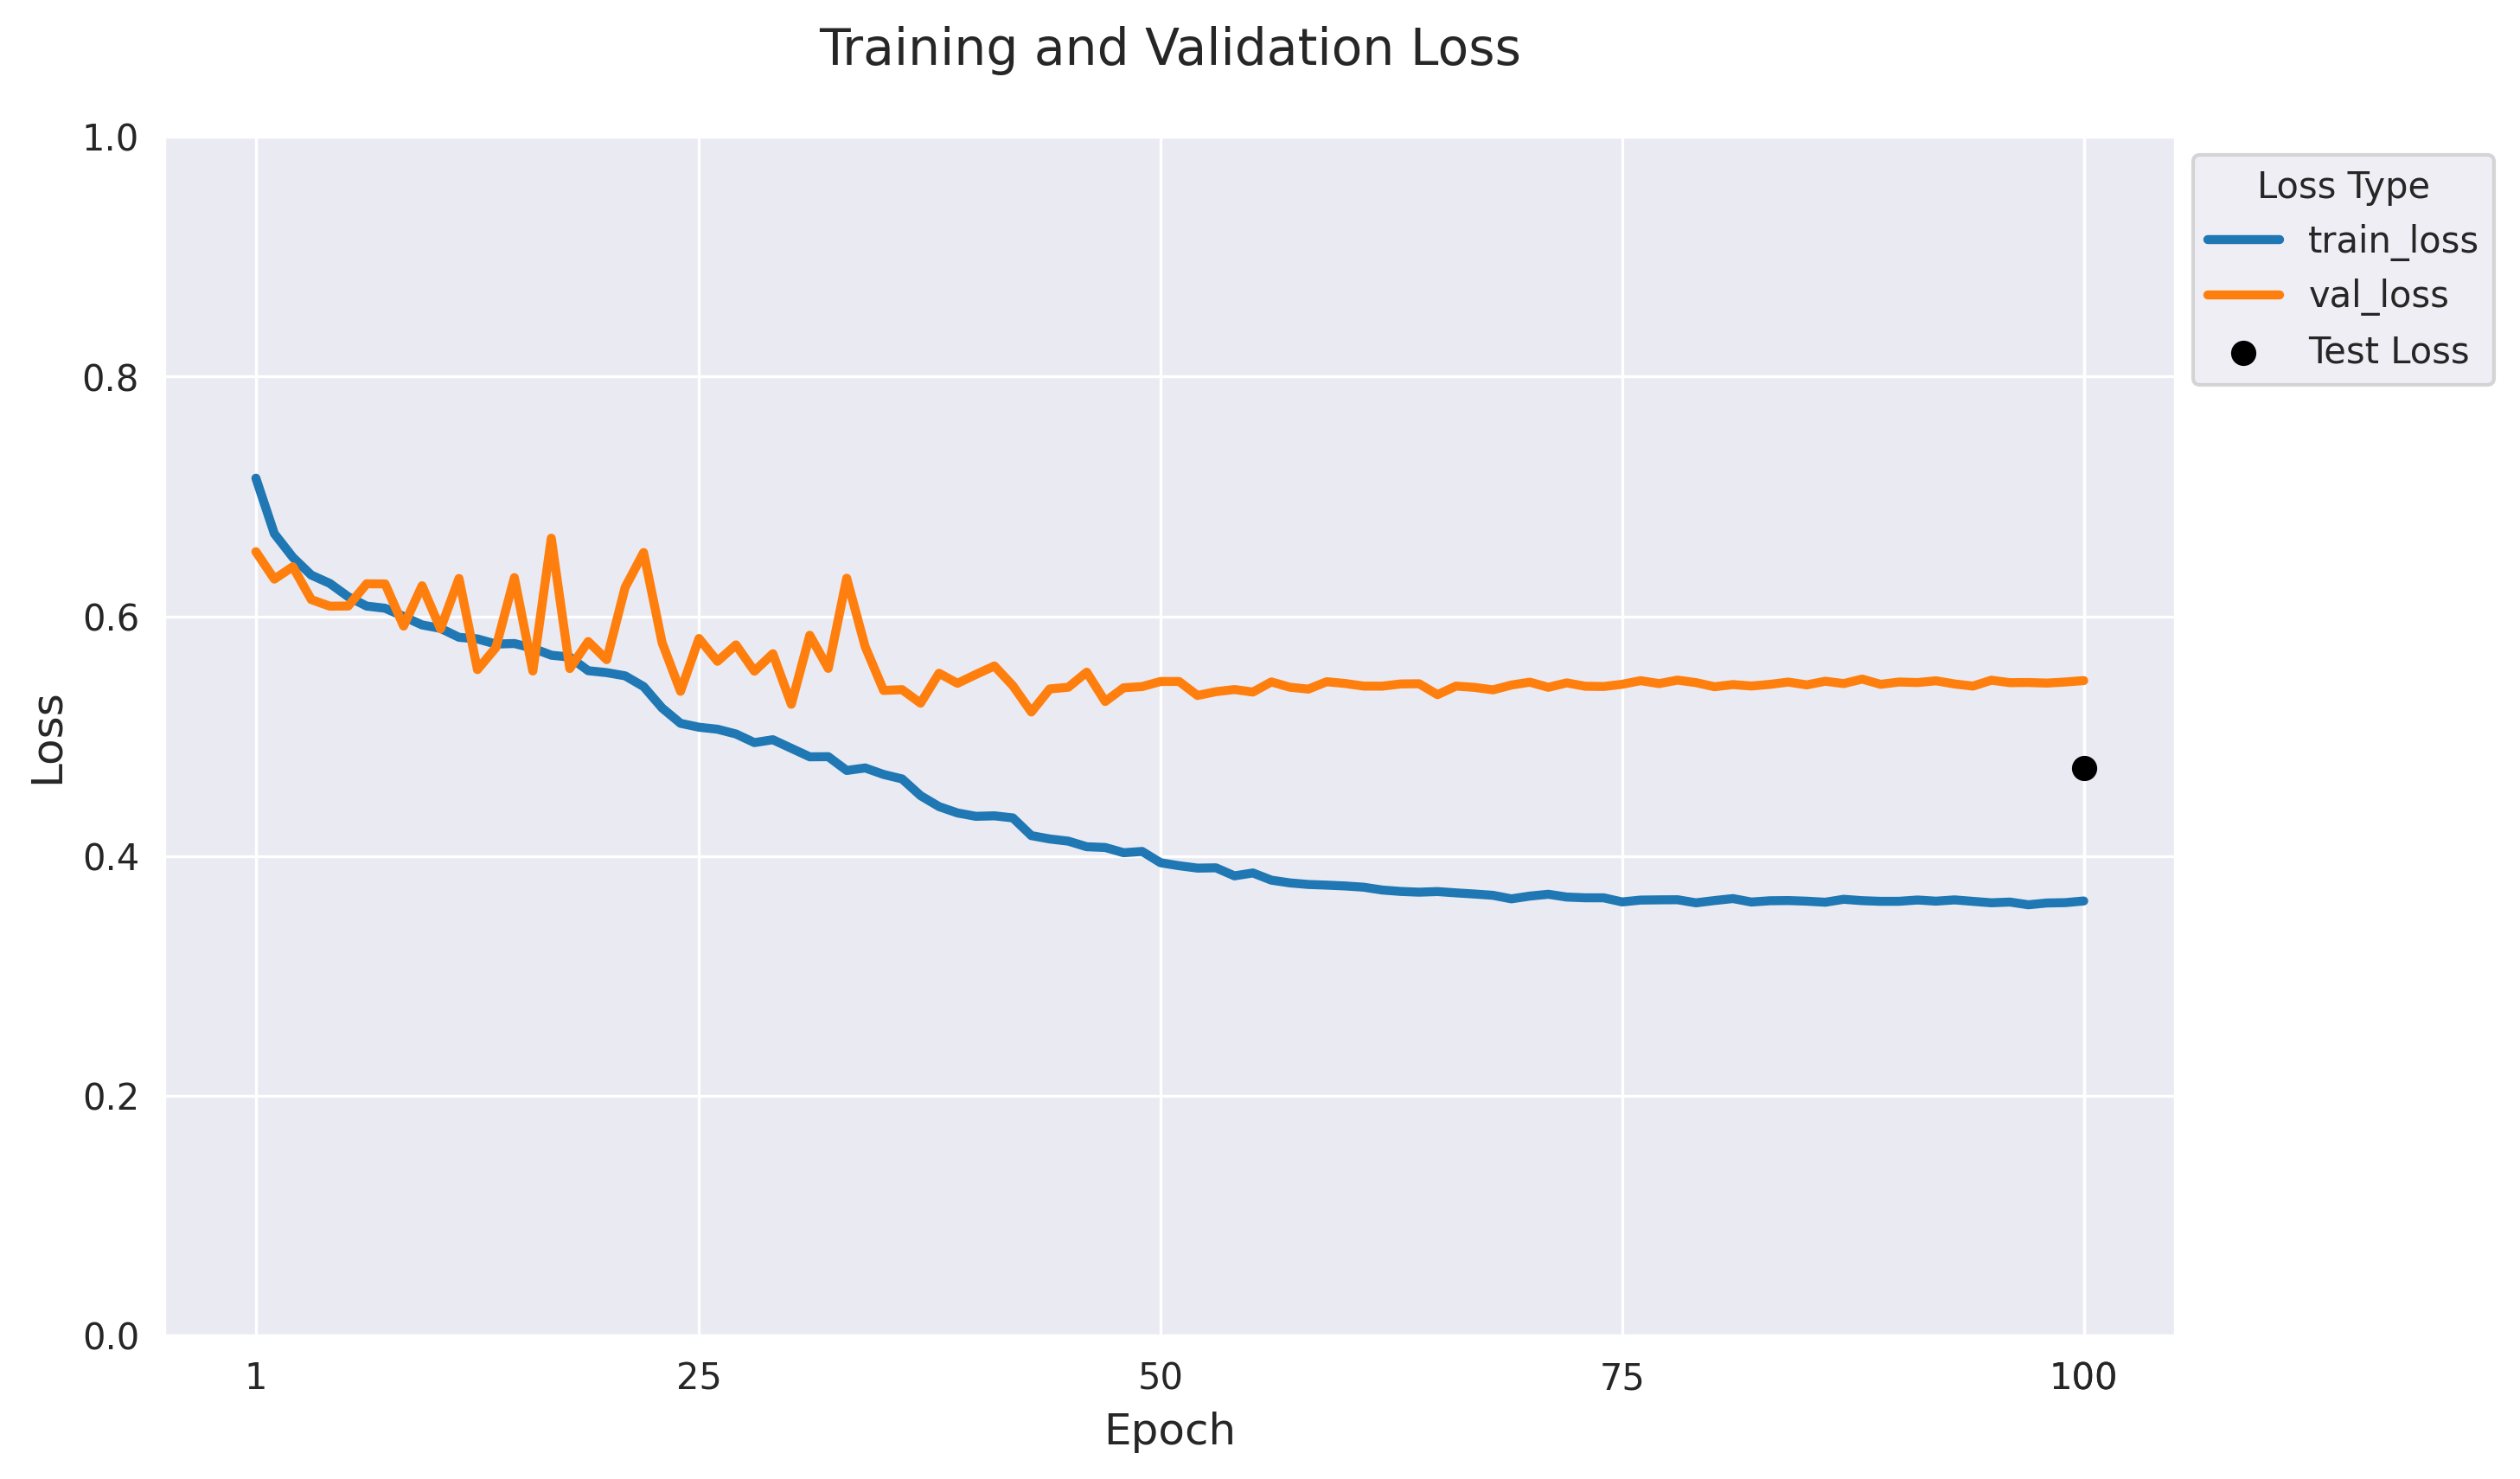 Training and Validation Loss
1.0
0.8
0.6
0.4
0.2
0.0
Loss
1 25 50 75 100
Epoch
Loss Type
train_loss
val_loss
Test Loss